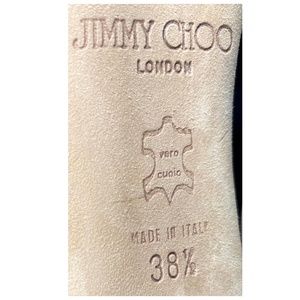 JIMMY CHOO
LONDON
vero
cuoio
MADE IN ITALY
38½